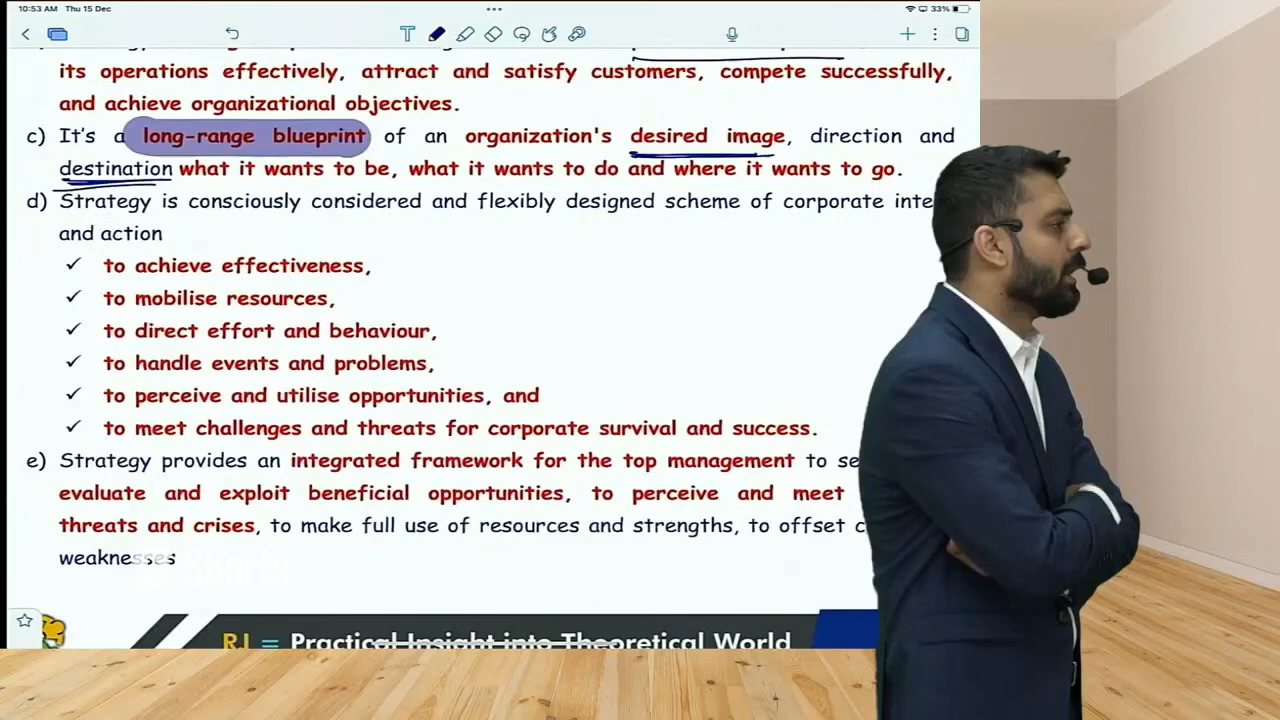 10:53 AM Thu 15 Dec
33%
its operations effectively, attract and satisfy customers, compete successfully,
and achieve organizational objectives.
c) It's a long-range blueprint of an organization's desired image, direction and
destination what it wants to be, what it wants to do and where it wants to go.
d) Strategy is consciously considered and flexibly designed scheme of corporate
and action
✓ to achieve effectiveness,
✓ to mobilise resources,
✓ to direct effort and behaviour,
✓ to handle events and problems,
✓ to perceive and utilise opportunities, and
✓ to meet challenges and threats for corporate survival and success.
e) Strategy provides an integrated framework for the top management to
evaluate and exploit beneficial opportunities, to perceive and meet
threats and crises, to make full use of resources and strengths, to offset
weaknesses
Shorts
RJ = Practical Insight into Theoretical World